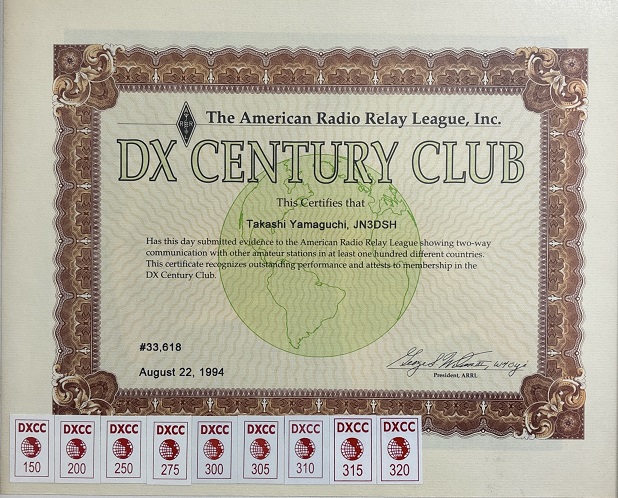 The American Radio Relay League, Inc.
DX CENTURY CLUB
This Certifies that
Takashi Yamaguchi, JN3DSH
Has this day submitted evidence to the American Radio Relay League showing two-way
communication with other amateur stations in at least one hundred different countries.
This certificate recognizes outstanding performance and attests to membership in the
DX Century Club.
#33,618
August 22, 1994
President, ARRL
DXCC DXCC DXCC DXCC DXCC DXCC DXCC DXCC DXCC
150 200 250 275 300 305 310 315 320